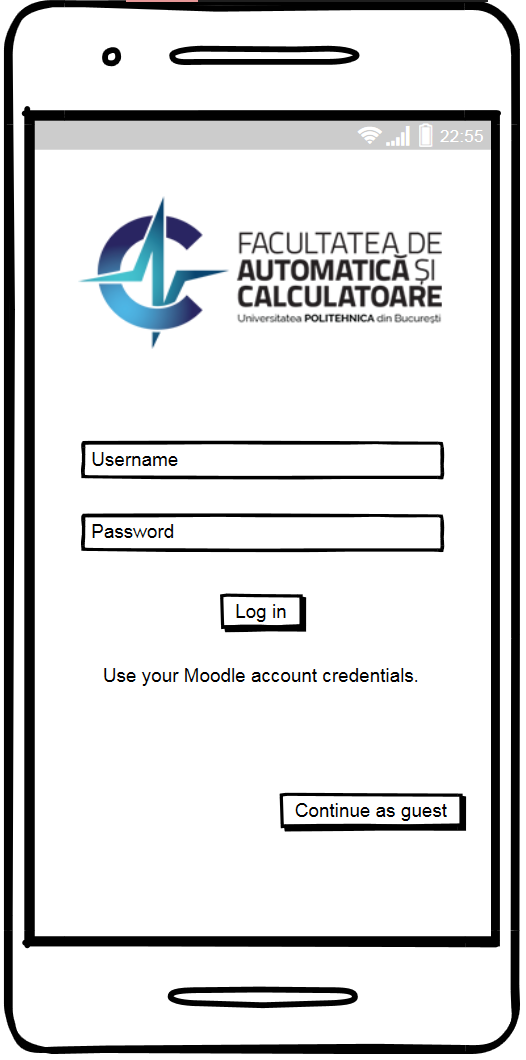 22:55
FACULTATEA DE
AUTOMATICĂ ȘI
CALCULATOARE
Universitatea POLITEHNICA din București
Username
Password
Log in
Use your Moodle account credentials.
Continue as guest